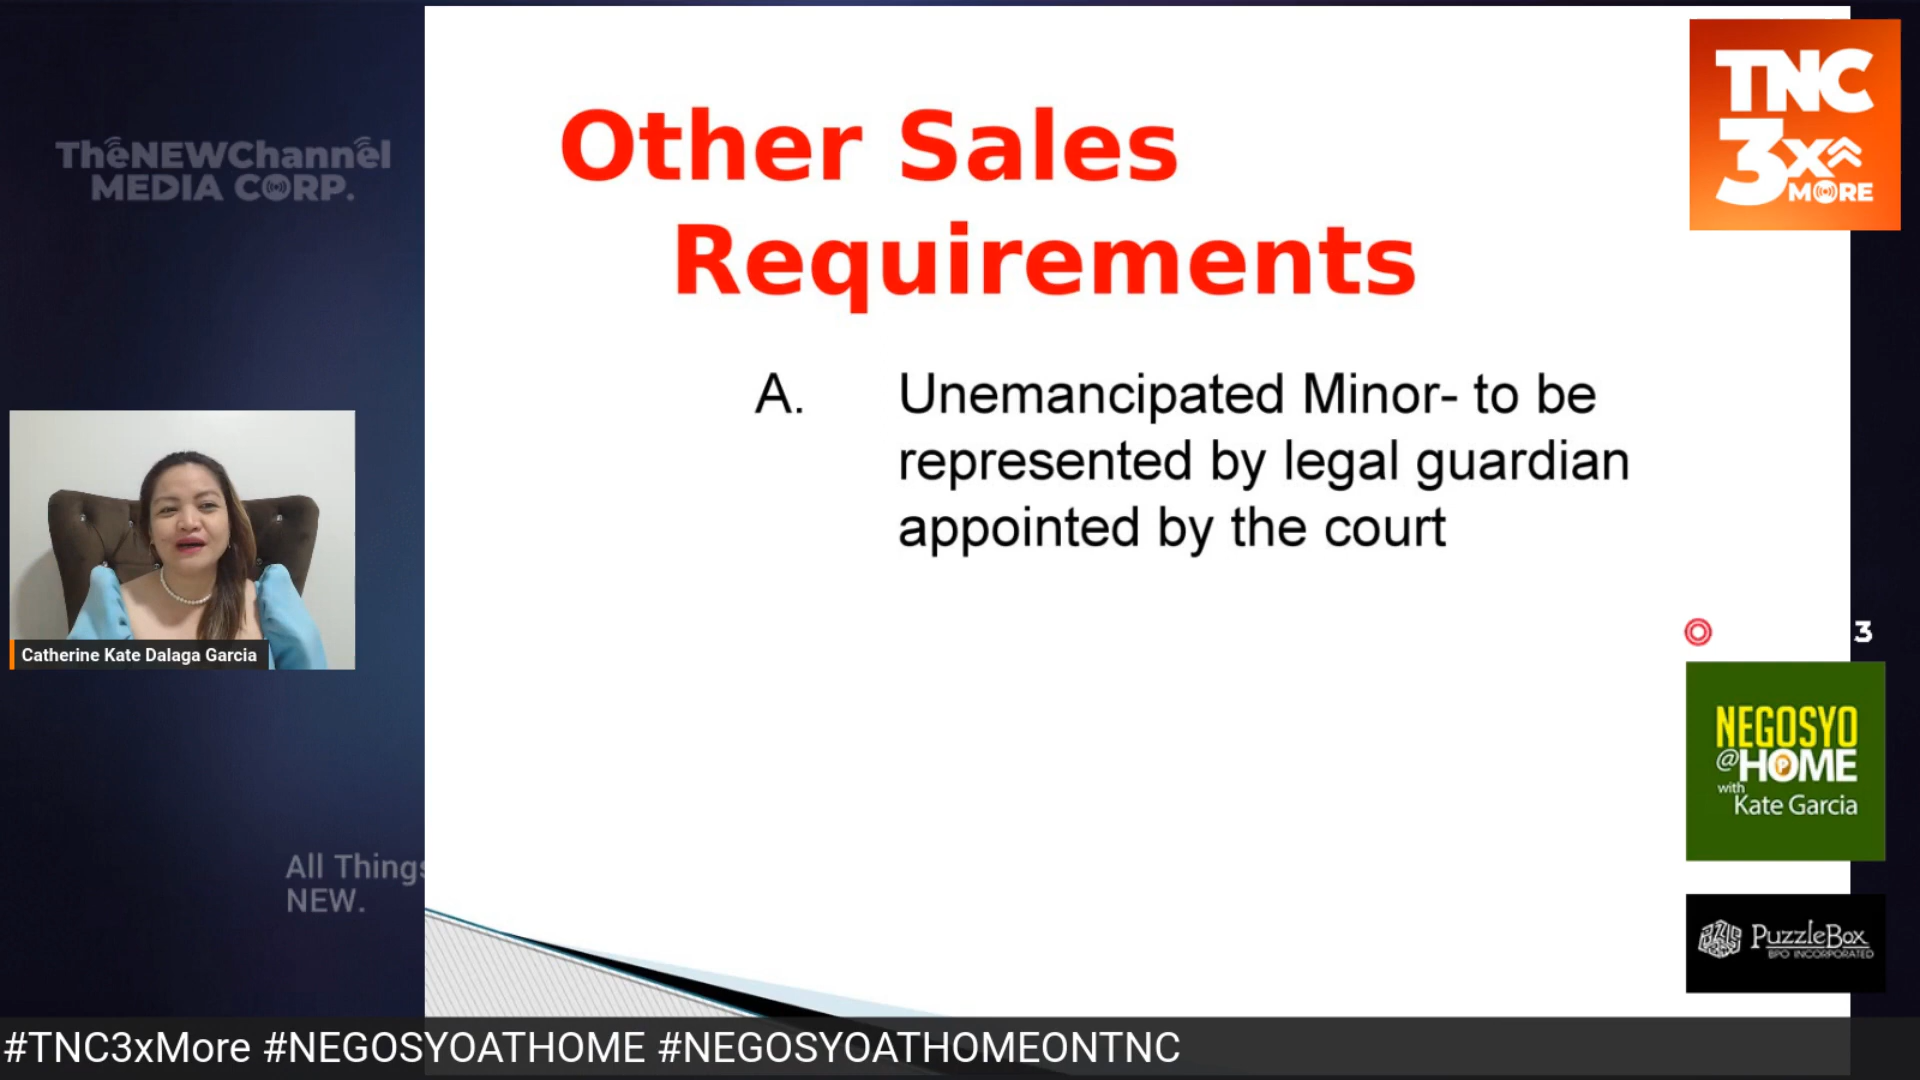 ThéNEWChannel
MEDIA CORP.
Other Sales
Requirements
A. Unemancipated Minor- to be
represented by legal guardian
appointed by the court
TNC
3x
MORE
Catherine Kate Dalaga Garcia
3
NEGOSYO
@HOME
with
Kate Garcia
All Things
NEW.
PuzzleBox
BPO INCORPORATED
#TNC3xMore #NEGOSYOATHOME #NEGOSYOATHOMEONTNC